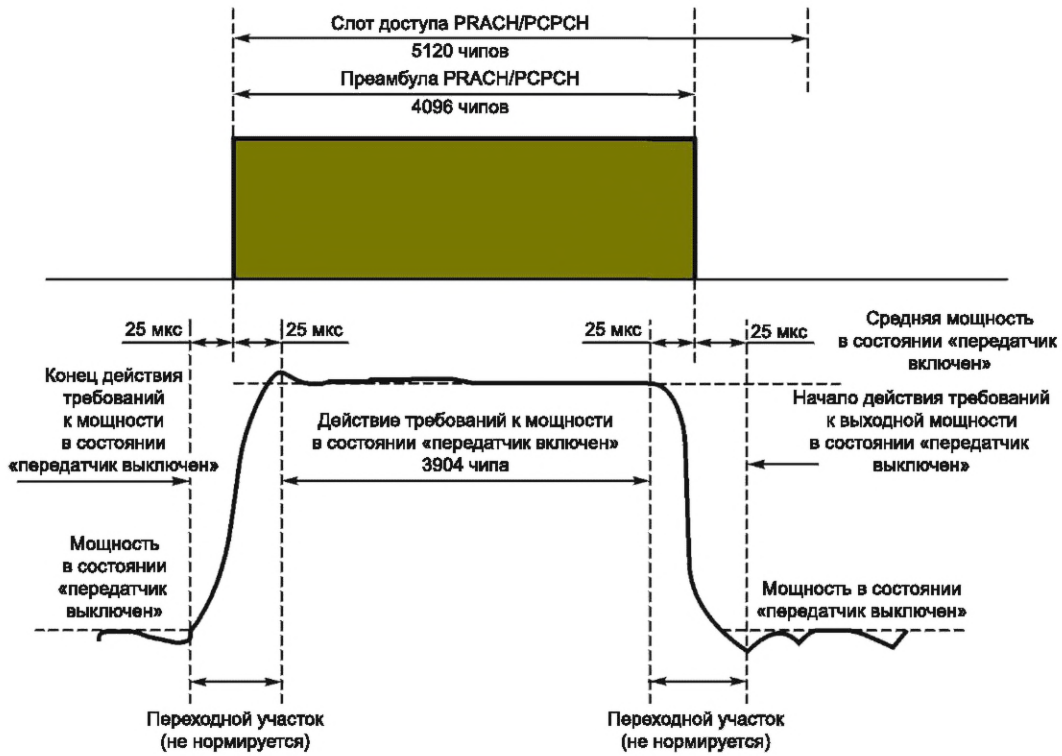 Слот доступа PRACH/PCPCH
5120 чипов
Преамбула PRACH/PCPCH
4096 чипов
25 мкс
25 мкс
25 мкс
25 мкс
Средняя мощность
в состоянии «передатчик
включен»
Конец действия
требований
к мощности
в состоянии
«передатчик выключен»
Действие требований к мощности
в состоянии «передатчик включен»
3904 чипа
Начало действия требований
к выходной мощности
в состоянии «передатчик
выключен»
Мощность
в состоянии
«передатчик
выключен»
Мощность в состоянии
«передатчик выключен»
Переходной участок
(не нормируется)
Переходной участок
(не нормируется)